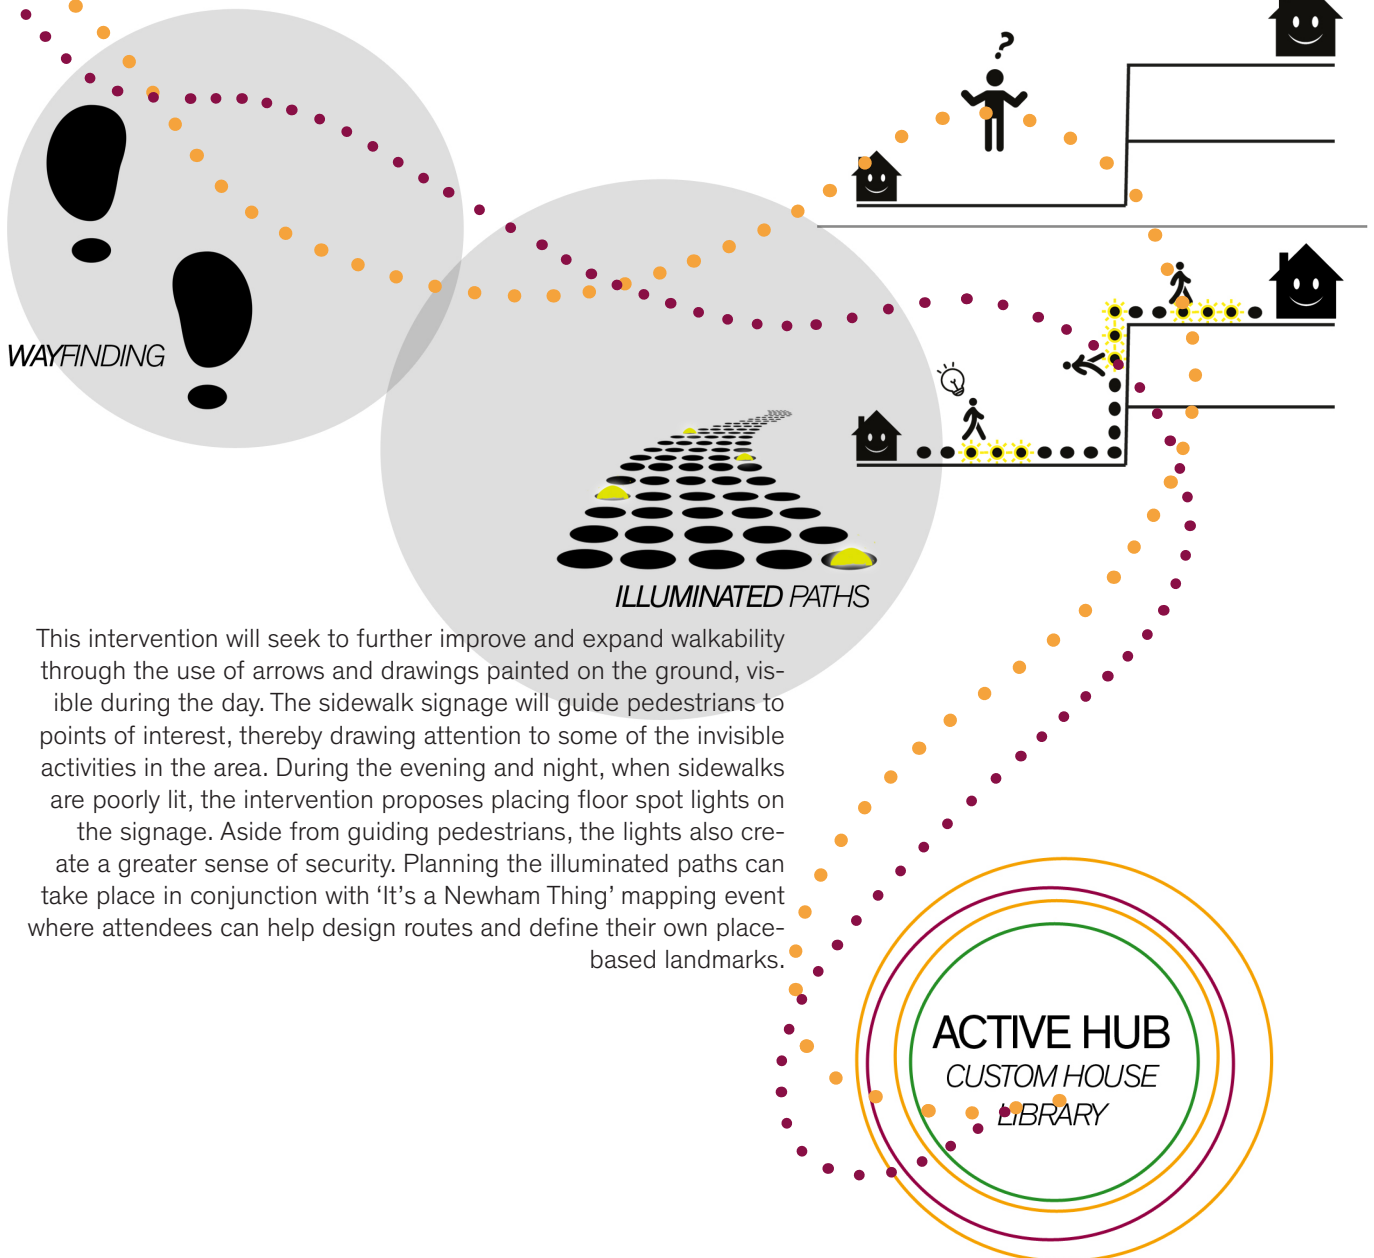 ?
WAYFINDING
ILLUMINATED PATHS
This intervention will seek to further improve and expand walkability
through the use of arrows and drawings painted on the ground, vis-
ible during the day. The sidewalk signage will guide pedestrians to
points of interest, thereby drawing attention to some of the invisible
activities in the area. During the evening and night, when sidewalks
are poorly lit, the intervention proposes placing floor spot lights on
the signage. Aside from guiding pedestrians, the lights also cre-
ate a greater sense of security. Planning the illuminated paths can
take place in conjunction with ‘It’s a Newham Thing’ mapping event
where attendees can help design routes and define their own place-
based landmarks.
ACTIVE HUB
CUSTOM HOUSE
LIBRARY